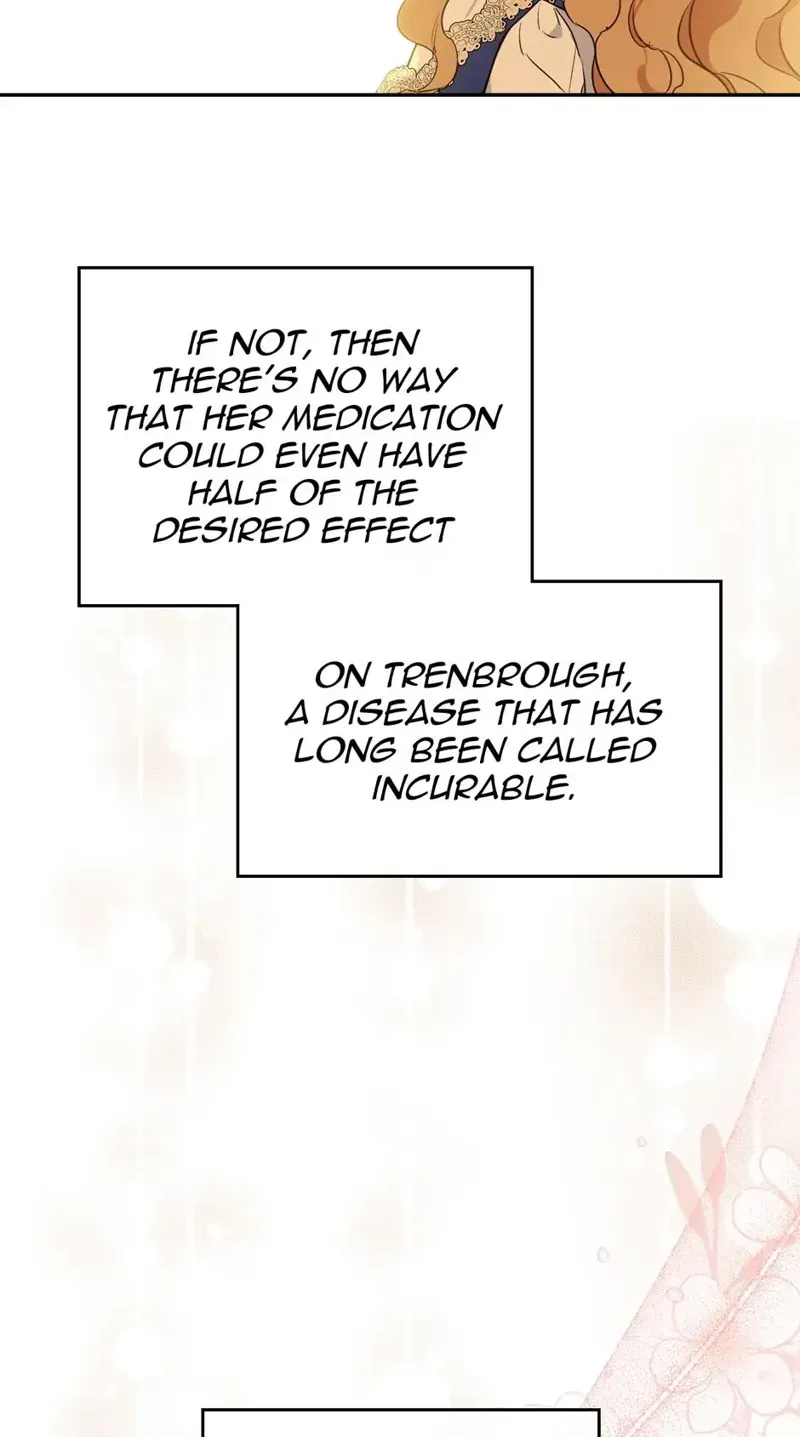 IF NOT, THEN
THERE'S NO WAY
THAT HER MEDICATION
COULD EVEN HAVE
HALF OF THE
DESIRED EFFECT
ON TRENBROUGH,
A DISEASE THAT HAS
LONG BEEN CALLED
INCURABLE.